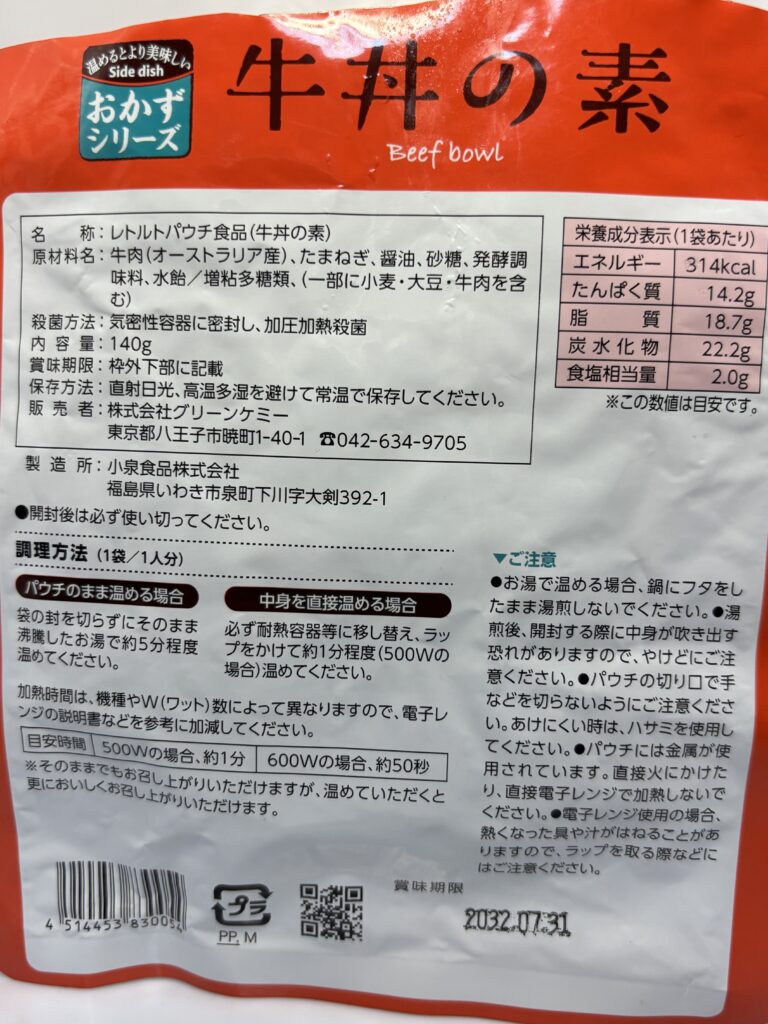 温めるとより美味しい
Side dish
おかず
シリーズ
牛丼の素
Beef bowl
名称：レトルトパウチ食品(牛丼の素)
原材料名：牛肉(オーストラリア産)、たまねぎ、醤油、砂糖、発酵調
味料、水飴／増粘多糖類、(一部に小麦・大豆・牛肉を含
む)
殺菌方法：気密性容器に密封し、加圧加熱殺菌
内容量：140g
賞味期限：枠外下部に記載
保存方法：直射日光、高温多湿を避けて常温で保存してください。
販売者：株式会社グリーンケミー
東京都八王子市暁町1-40-1 ☎042-634-9705
製造所：小泉食品株式会社
福島県いわき市泉町下川字大剣392-1
●開封後は必ず使い切ってください。
栄養成分表示(1袋あたり)
エネルギー 314kcal
たんぱく質 14.2g
脂質 18.7g
炭水化物 22.2g
食塩相当量 2.0g
※この数値は目安です。
調理方法 (1袋／1人分)
パウチのまま温める場合
袋の封を切らずにそのまま
沸騰したお湯で約5分程度
温めてください。
中身を直接温める場合
必ず耐熱容器等に移し替え、ラッ
プをかけて約1分程度(500Wの
場合)温めてください。
加熱時間は、機種やW(ワット)数によって異なりますので、電子レ
ンジの説明書などを参考に加減してください。
目安時間 500Wの場合、約1分 600Wの場合、約50秒
※そのままでもお召し上がりいただけますが、温めていただくと
更においしくお召し上がりいただけます。
▼ご注意
●お湯で温める場合、鍋にフタをし
たまま湯煎しないでください。●湯
煎後、開封する際に中身が吹き出す
恐れがありますので、やけどにご注
意ください。●パウチの切り口で手
などを切らないようにご注意くださ
い。あけにくい時は、ハサミを使用し
てください。●パウチには金属が使
用されています。直接火にかけた
り、直接電子レンジで加熱しないで
ください。●電子レンジ使用の場合、
熱くなった具や汁がはねることがあ
りますので、ラップを取る際などに
はご注意ください。
4 514453 830054
プラ
PP, M
賞味期限
2032.07.31